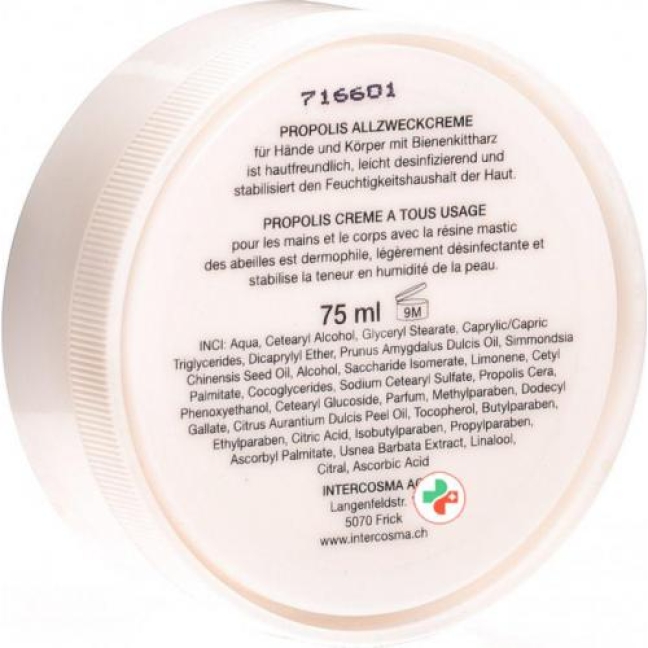 716601
PROPOLIS ALLZWECKCREME
für Hände und Körper mit Bienenkittharz
ist hautfreundlich, leicht desinfizierend und
stabilisiert den Feuchtigkeitshaushalt der Haut.
PROPOLIS CREME A TOUS USAGE
pour les mains et le corps avec la résine mastic
des abeilles est dermophile, légèrement désinfectante et
stabilise la teneur en humidité de la peau.
75 ml 9M
INCI: Aqua, Cetearyl Alcohol, Glyceryl Stearate, Caprylic/Capric
Triglycerides, Dicaprylyl Ether, Prunus Amygdalus Dulcis Oil, Simmondsia
Chinensis Seed Oil, Alcohol, Saccharide Isomerate, Limonene, Cetyl
Palmitate, Cocoglycerides, Sodium Cetearyl Sulfate, Propolis Cera,
Phenoxyethanol, Cetearyl Glucoside, Parfum, Methylparaben, Dodecyl
Gallate, Citrus Aurantium Dulcis Peel Oil, Tocopherol, Butylparaben,
Ethylparaben, Citric Acid, Isobutylparaben, Propylparaben,
Ascorbyl Palmitate, Usnea Barbata Extract, Linalool,
Citral, Ascorbic Acid
INTERCOSMA
Langenfeldstr.
5070 Frick
www.intercosma.ch